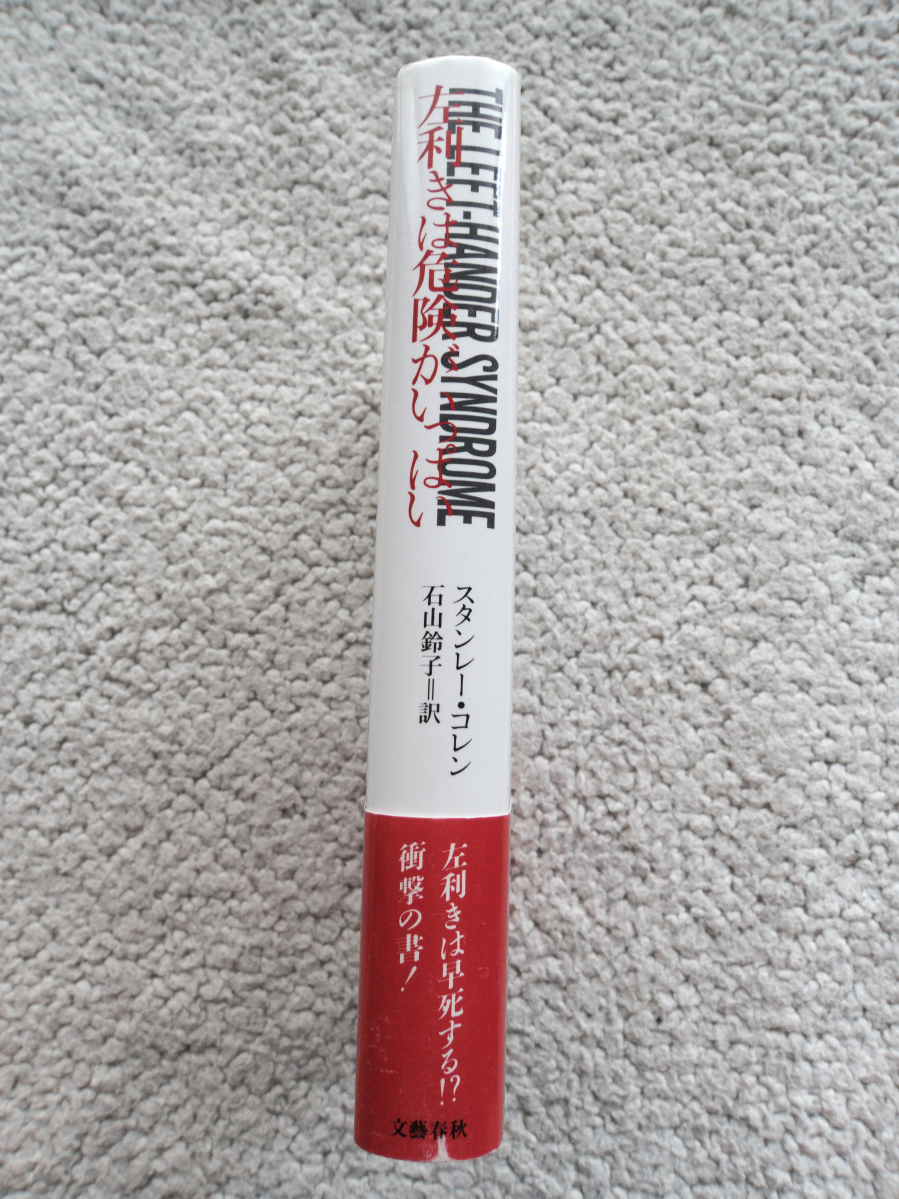 THE LEFT-HANDER SYNDROME
左利きは危険がいっぱい
スタンレー・コレン
石山鈴子=訳
左利きは早死する!?
衝撃の書!
文藝春秋